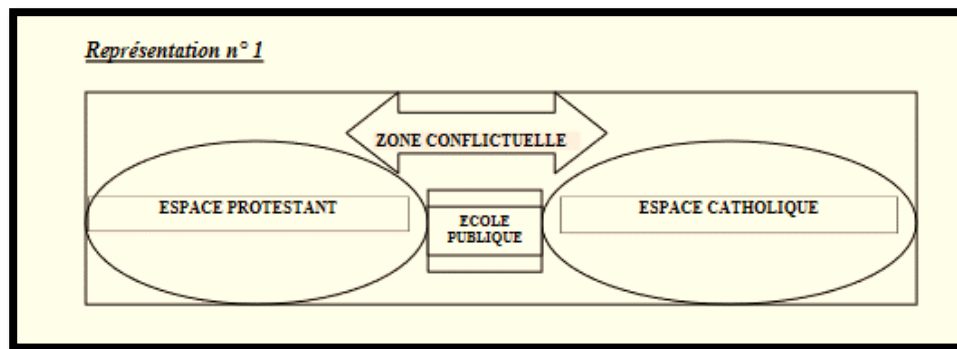 Représentation n° 1
ZONE CONFLICTUELLE
ESPACE PROTESTANT
ECOLE
PUBLIQUE
ESPACE CATHOLIQUE